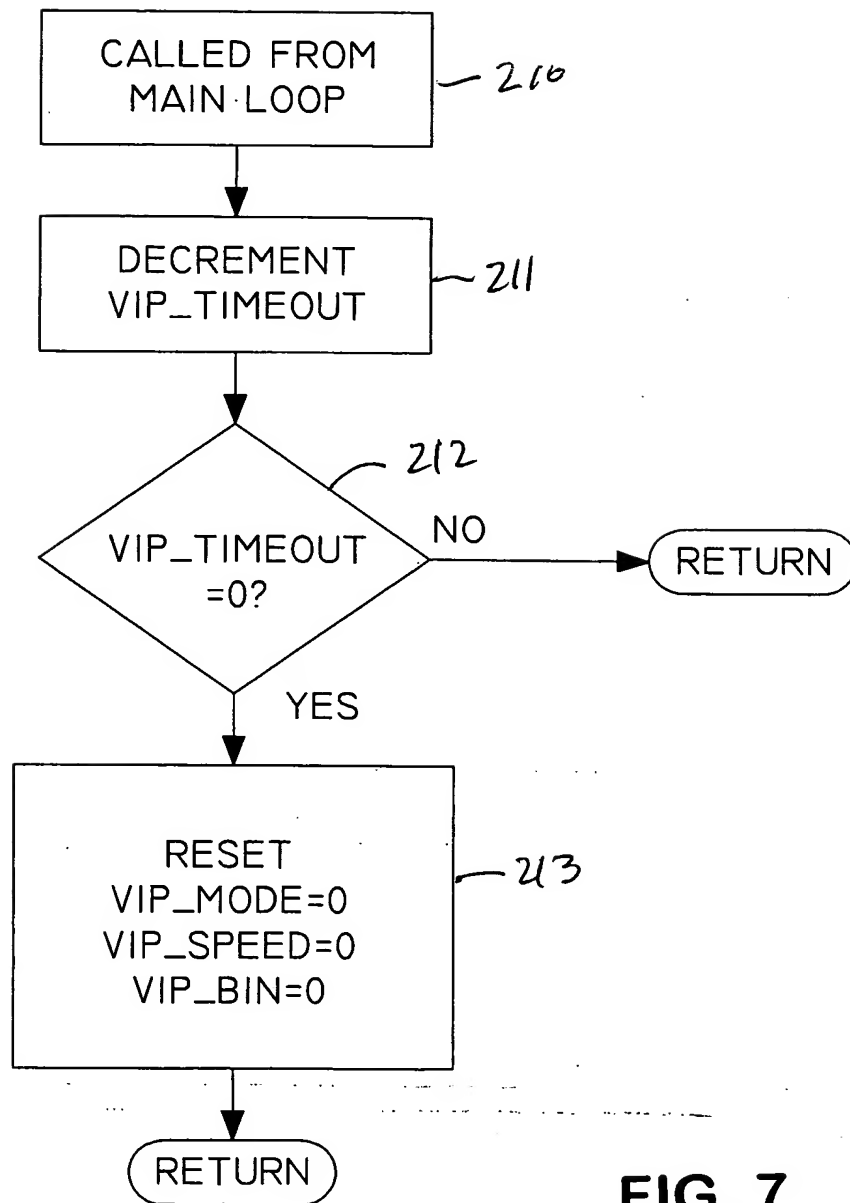 CALLED FROM
MAIN LOOP
210
DECREMENT
VIP_TIMEOUT
211
212
VIP_TIMEOUT
=0?
NO
RETURN
YES
RESET
VIP_MODE=0
VIP_SPEED=0
VIP_BIN=0
213
RETURN
FIG. 7